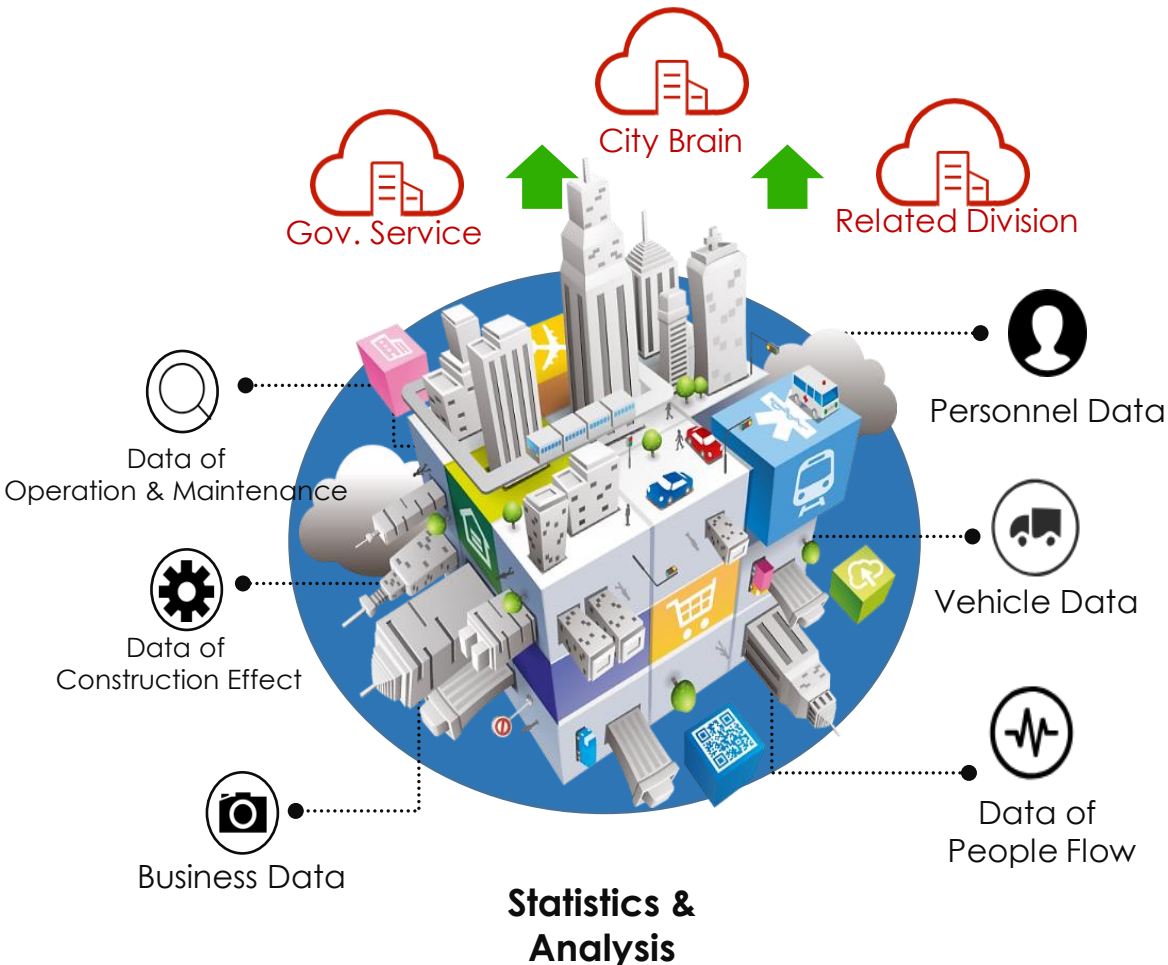 City Brain
Gov. Service
Related Division
Personnel Data
Data of
Operation & Maintenance
Vehicle Data
Data of
Construction Effect
Data of
People Flow
Business Data
Statistics &
Analysis